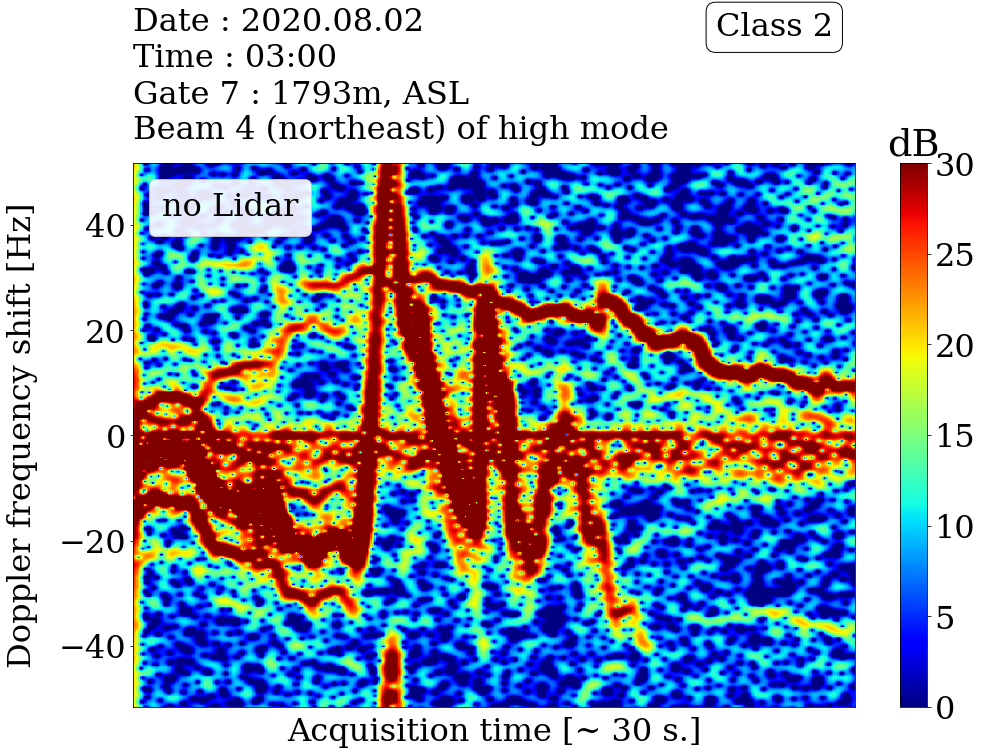 Date : 2020.08.02
Time : 03:00
Gate 7 : 1793m, ASL
Beam 4 (northeast) of high mode
Class 2
dB
no Lidar
Doppler frequency shift [Hz]
40
20
0
−20
−40
30
25
20
15
10
5
0
Acquisition time [~ 30 s.]